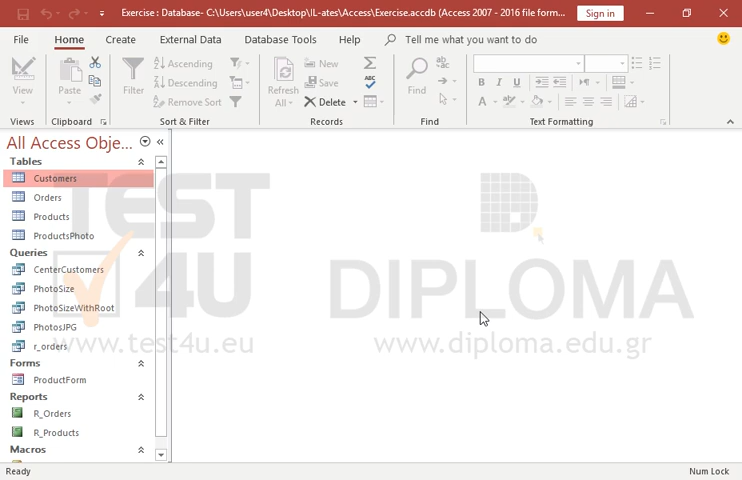 Exercise : Database- C:\Users\user4\Desktop\IL-ates\Access\Exercise.accdb (Access 2007 - 2016 file form...
Sign in
File Home Create External Data Database Tools Help Tell me what you want to do
View
Paste
Filter
Ascending
Descending
Remove Sort
Refresh All
New
Save
Delete
Find
B I U
A
Views Clipboard Sort & Filter Records Find Text Formatting
All Access Obje...
Tables
Customers
Orders
Products
ProductsPhoto
Queries
CenterCustomers
PhotoSize
PhotoSizeWithRoot
PhotosJPG
r_orders
Forms
ProductForm
Reports
R_Orders
R_Products
Macros
TEST
4U
www.test4u.eu
D
DIPLOMA
www.diploma.edu.gr
Ready
Num Lock